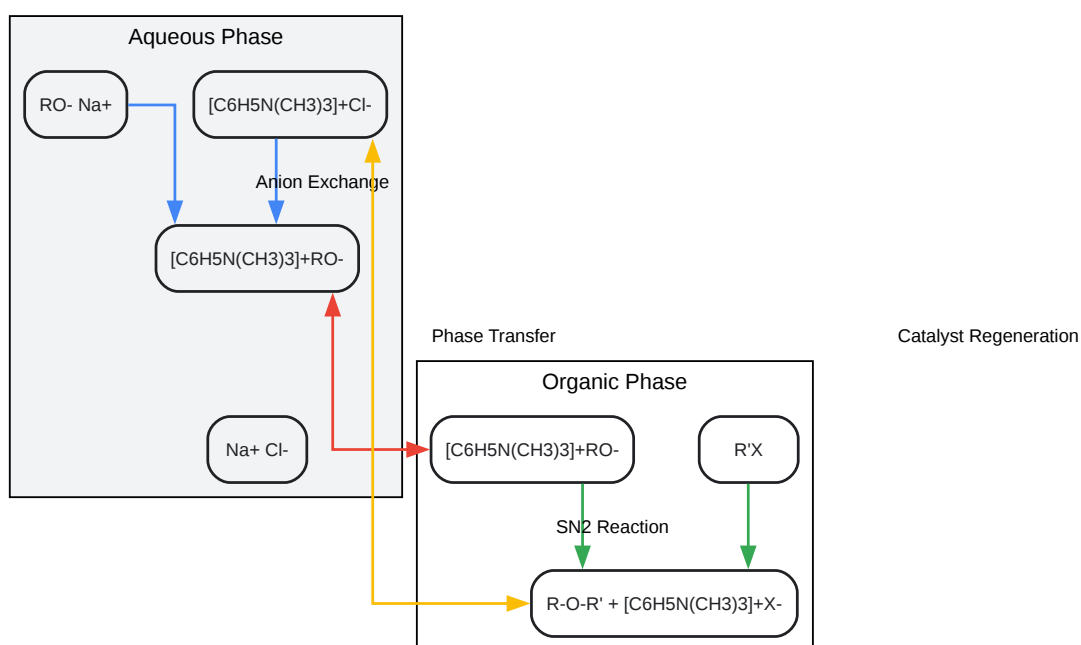 Aqueous Phase
RO- Na+
[C6H5N(CH3)3]+Cl-
Anion Exchange
[C6H5N(CH3)3]+RO-
Phase Transfer
Catalyst Regeneration
Organic Phase
Na+ Cl-
[C6H5N(CH3)3]+RO-
R'X
SN2 Reaction
R-O-R' + [C6H5N(CH3)3]+X-